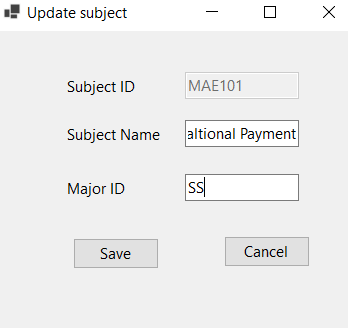 Update subject
Subject ID MAE101
Subject Name altional Payment
Major ID SS
Save Cancel